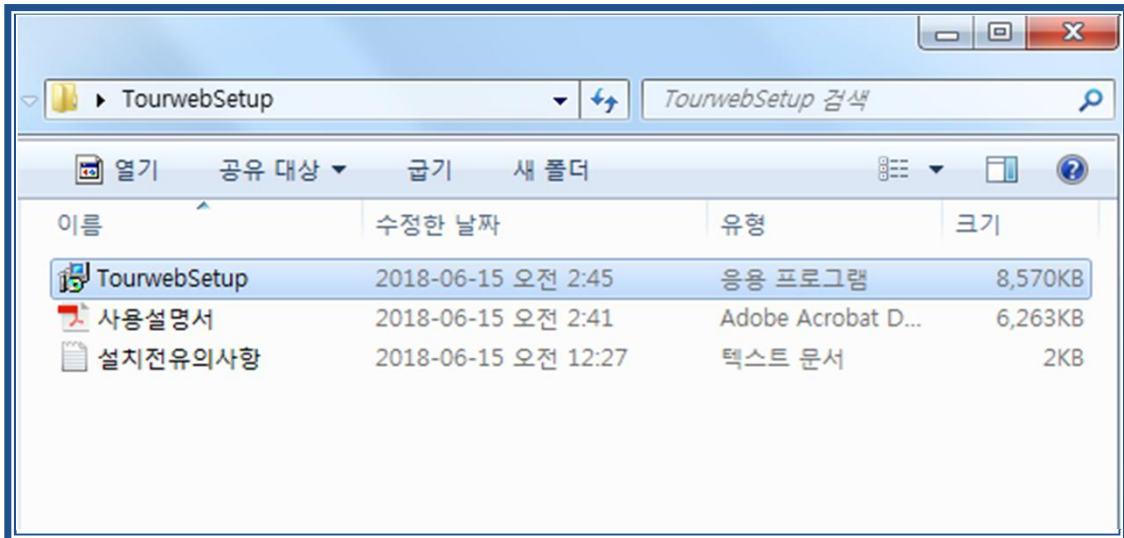 TourwebSetup TourwebSetup 검색
열기 공유 대상 굽기 새 폴더
이름 수정한 날짜 유형 크기
TourwebSetup 2018-06-15 오전 2:45 응용 프로그램 8,570KB
사용설명서 2018-06-15 오전 2:41 Adobe Acrobat D... 6,263KB
설치전유의사항 2018-06-15 오전 12:27 텍스트 문서 2KB